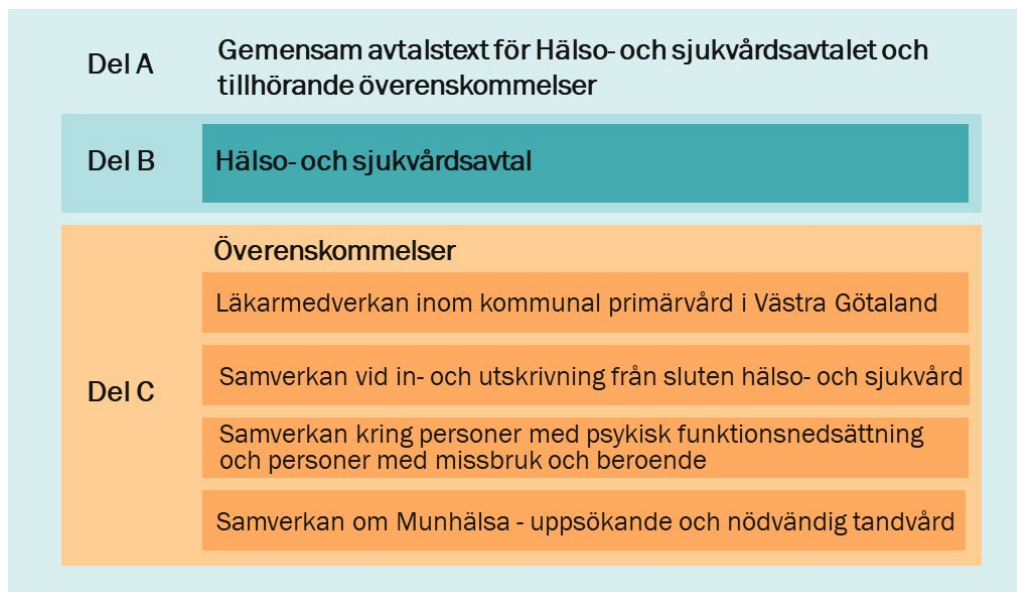 Del A
Gemensam avtalstext för Hälso- och sjukvårdsavtalet och
tillhörande överenskommelser
Del B
Hälso- och sjukvårdsavtal
Del C
Överenskommelser
Läkarmedverkan inom kommunal primärvård i Västra Götaland
Samverkan vid in- och utskrivning från sluten hälso- och sjukvård
Samverkan kring personer med psykisk funktionsnedsättning
och personer med missbruk och beroende
Samverkan om Munhälsa - uppsökande och nödvändig tandvård